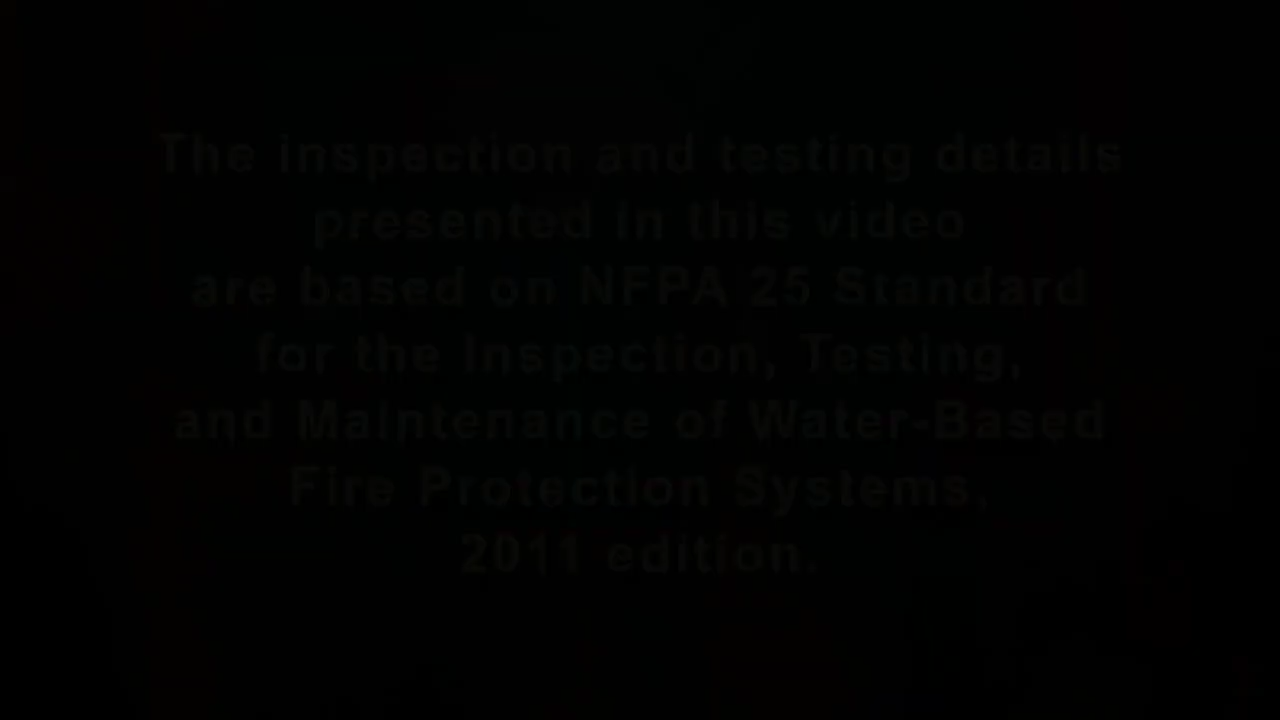 The inspection and testing details
presented in this video
are based on NFPA 25 Standard
for the Inspection, Testing,
and Maintenance of Water-Based
Fire Protection Systems,
2011 edition.